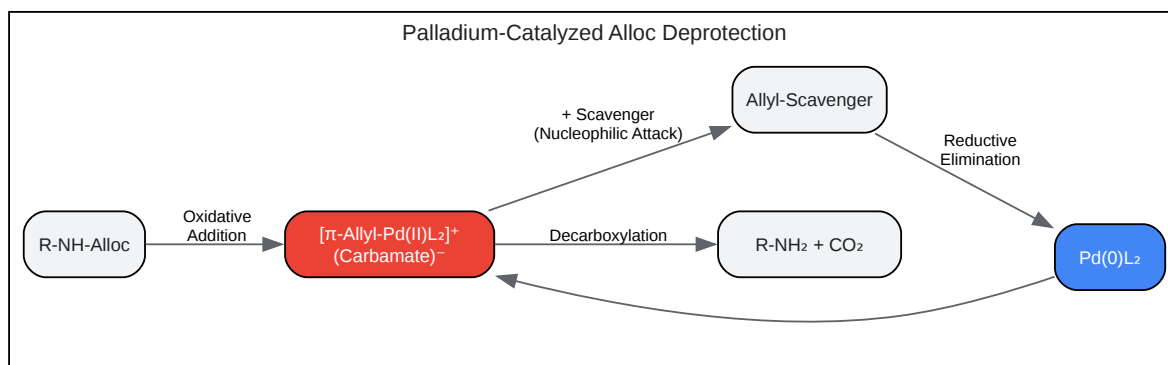 Palladium-Catalyzed Alloc Deprotection
R-NH-Alloc
Oxidative
Addition
[π-Allyl-Pd(II)L₂]⁺
(Carbamate)⁻
+ Scavenger
(Nucleophilic Attack)
Allyl-Scavenger
Decarboxylation
R-NH₂ + CO₂
Reductive
Elimination
Pd(0)L₂